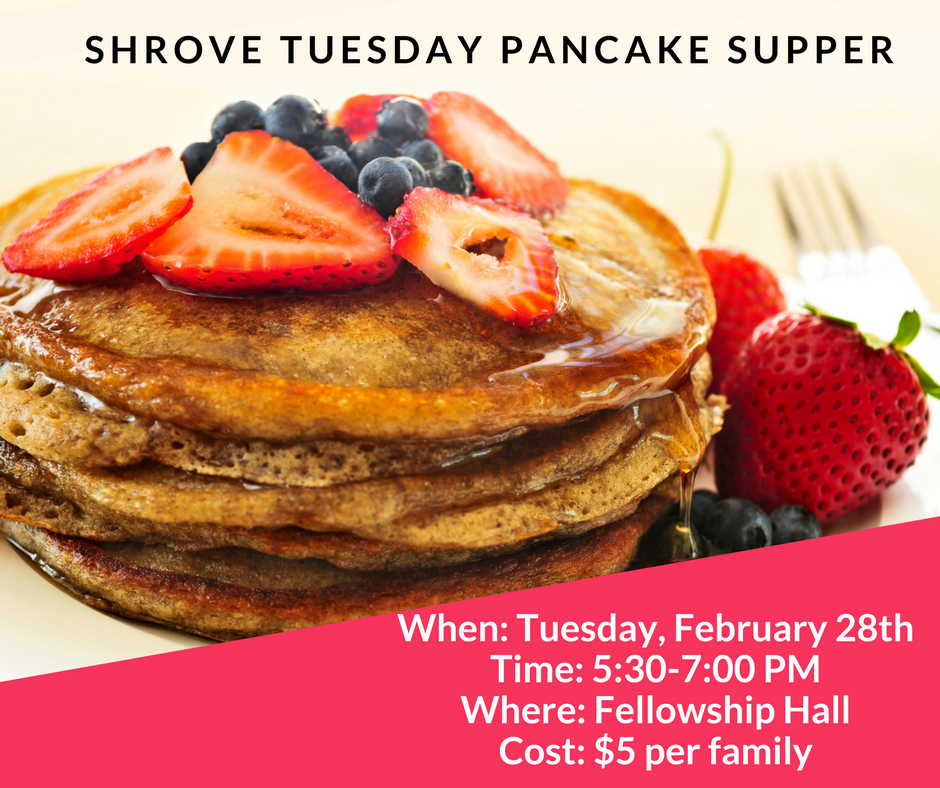 SHROVE TUESDAY PANCAKE SUPPER
When: Tuesday, February 28th
Time: 5:30-7:00 PM
Where: Fellowship Hall
Cost: $5 per family